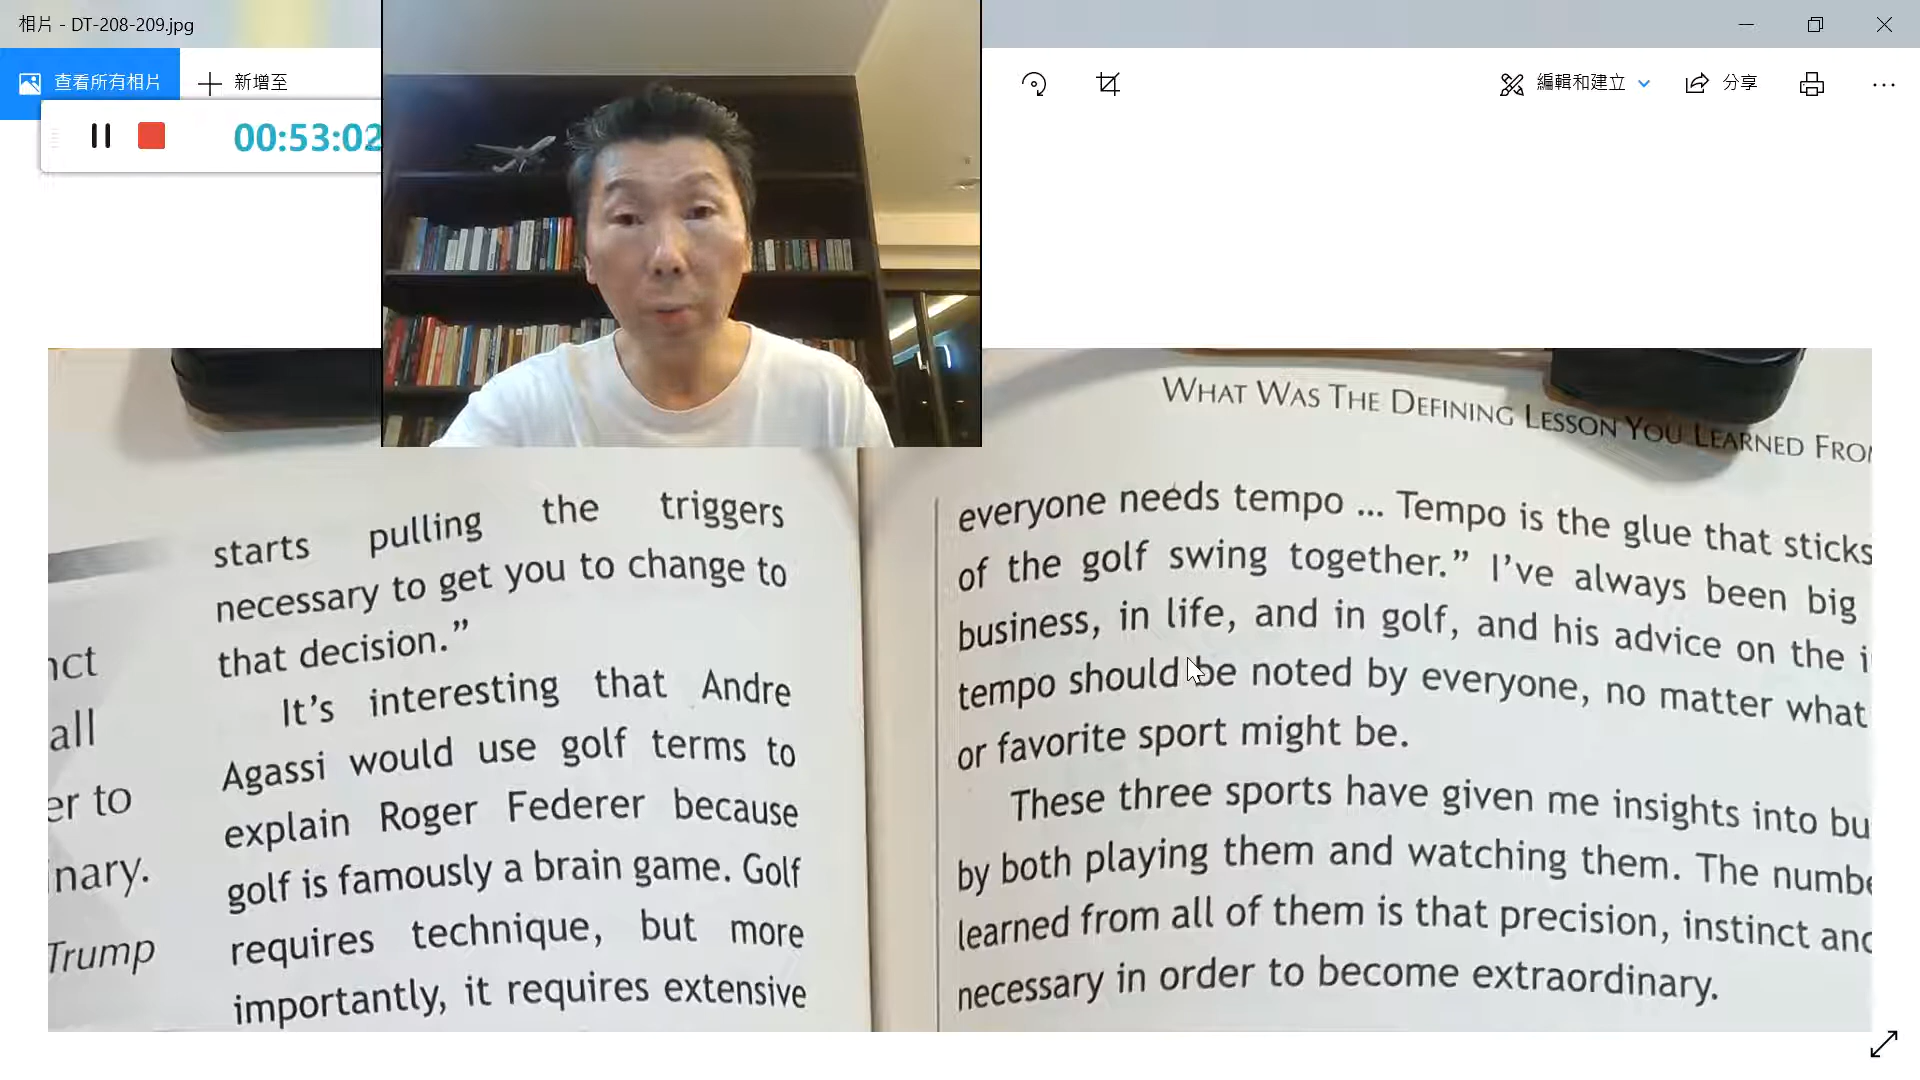 相片 - DT-208-209.jpg
查看所有相片
新增至
編輯和建立
分享
00:53:02
nct
all
er to
nary.
Trump
starts pulling the triggers
necessary to get you to change to
that decision.”
It’s interesting that Andre
Agassi would use golf terms to
explain Roger Federer because
golf is famously a brain game. Golf
requires technique, but more
importantly, it requires extensive
WHAT WAS THE DEFINING LESSON YOU LEARNED FROM
everyone needs tempo ... Tempo is the glue that sticks
of the golf swing together.” I’ve always been big
business, in life, and in golf, and his advice on the i
tempo should be noted by everyone, no matter what
or favorite sport might be.
These three sports have given me insights into bu
by both playing them and watching them. The numbe
learned from all of them is that precision, instinct and
necessary in order to become extraordinary.